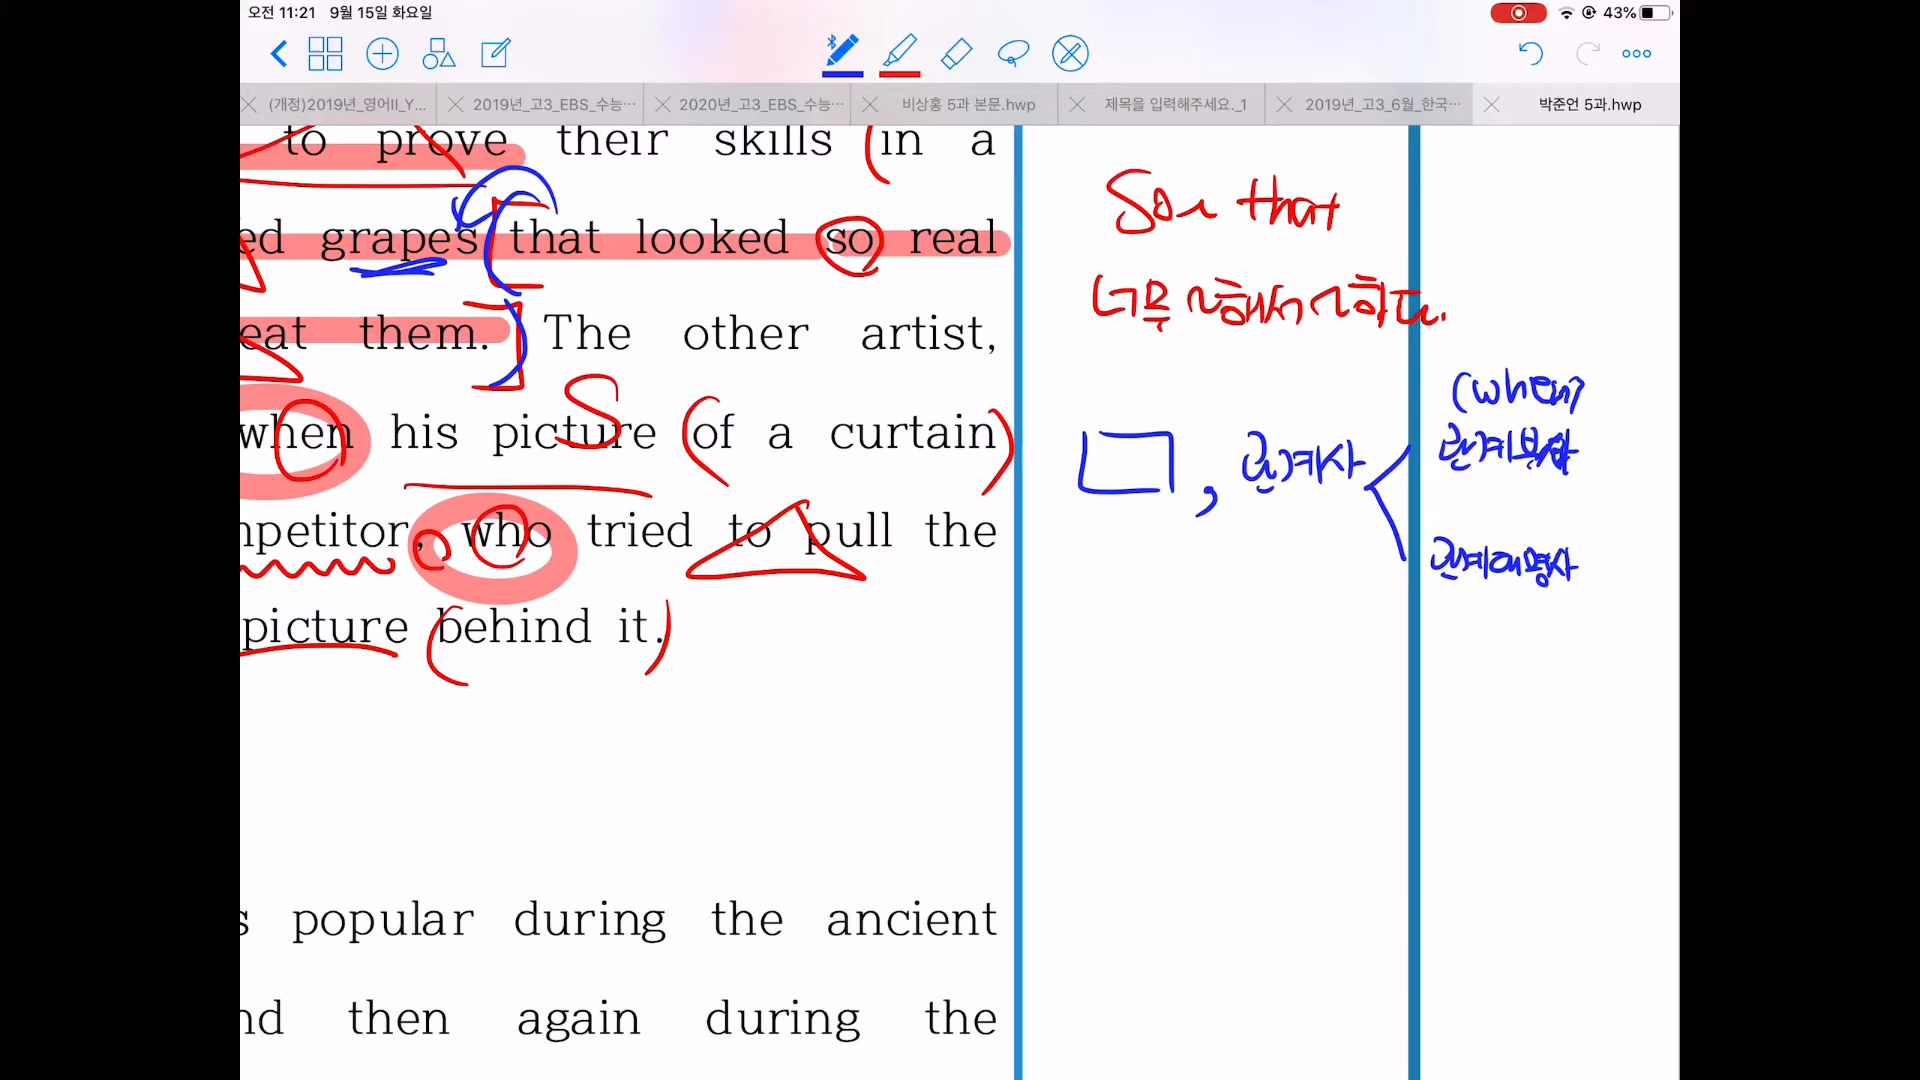 오전 11:21 9월 15일 화요일
43%
(개정)2019년_영어II_Y...
2019년_고3_EBS_수능...
2020년_고3_EBS_수능...
비상홍 5과 본문.hwp
제목을 입력해주세요._1
2019년_고3_6월_한국...
박준언 5과.hwp
to prove their skills (in a
ed grapes that looked so real
eat them. The other artist,
when his picture (of a curtain)
S
mpetitor, who tried to pull the
picture (behind it.)
s popular during the ancient
nd then again during the
So ~ that
너무 ~해서 ~하다.
, 관계사
(when)
관계부사
관계대명사